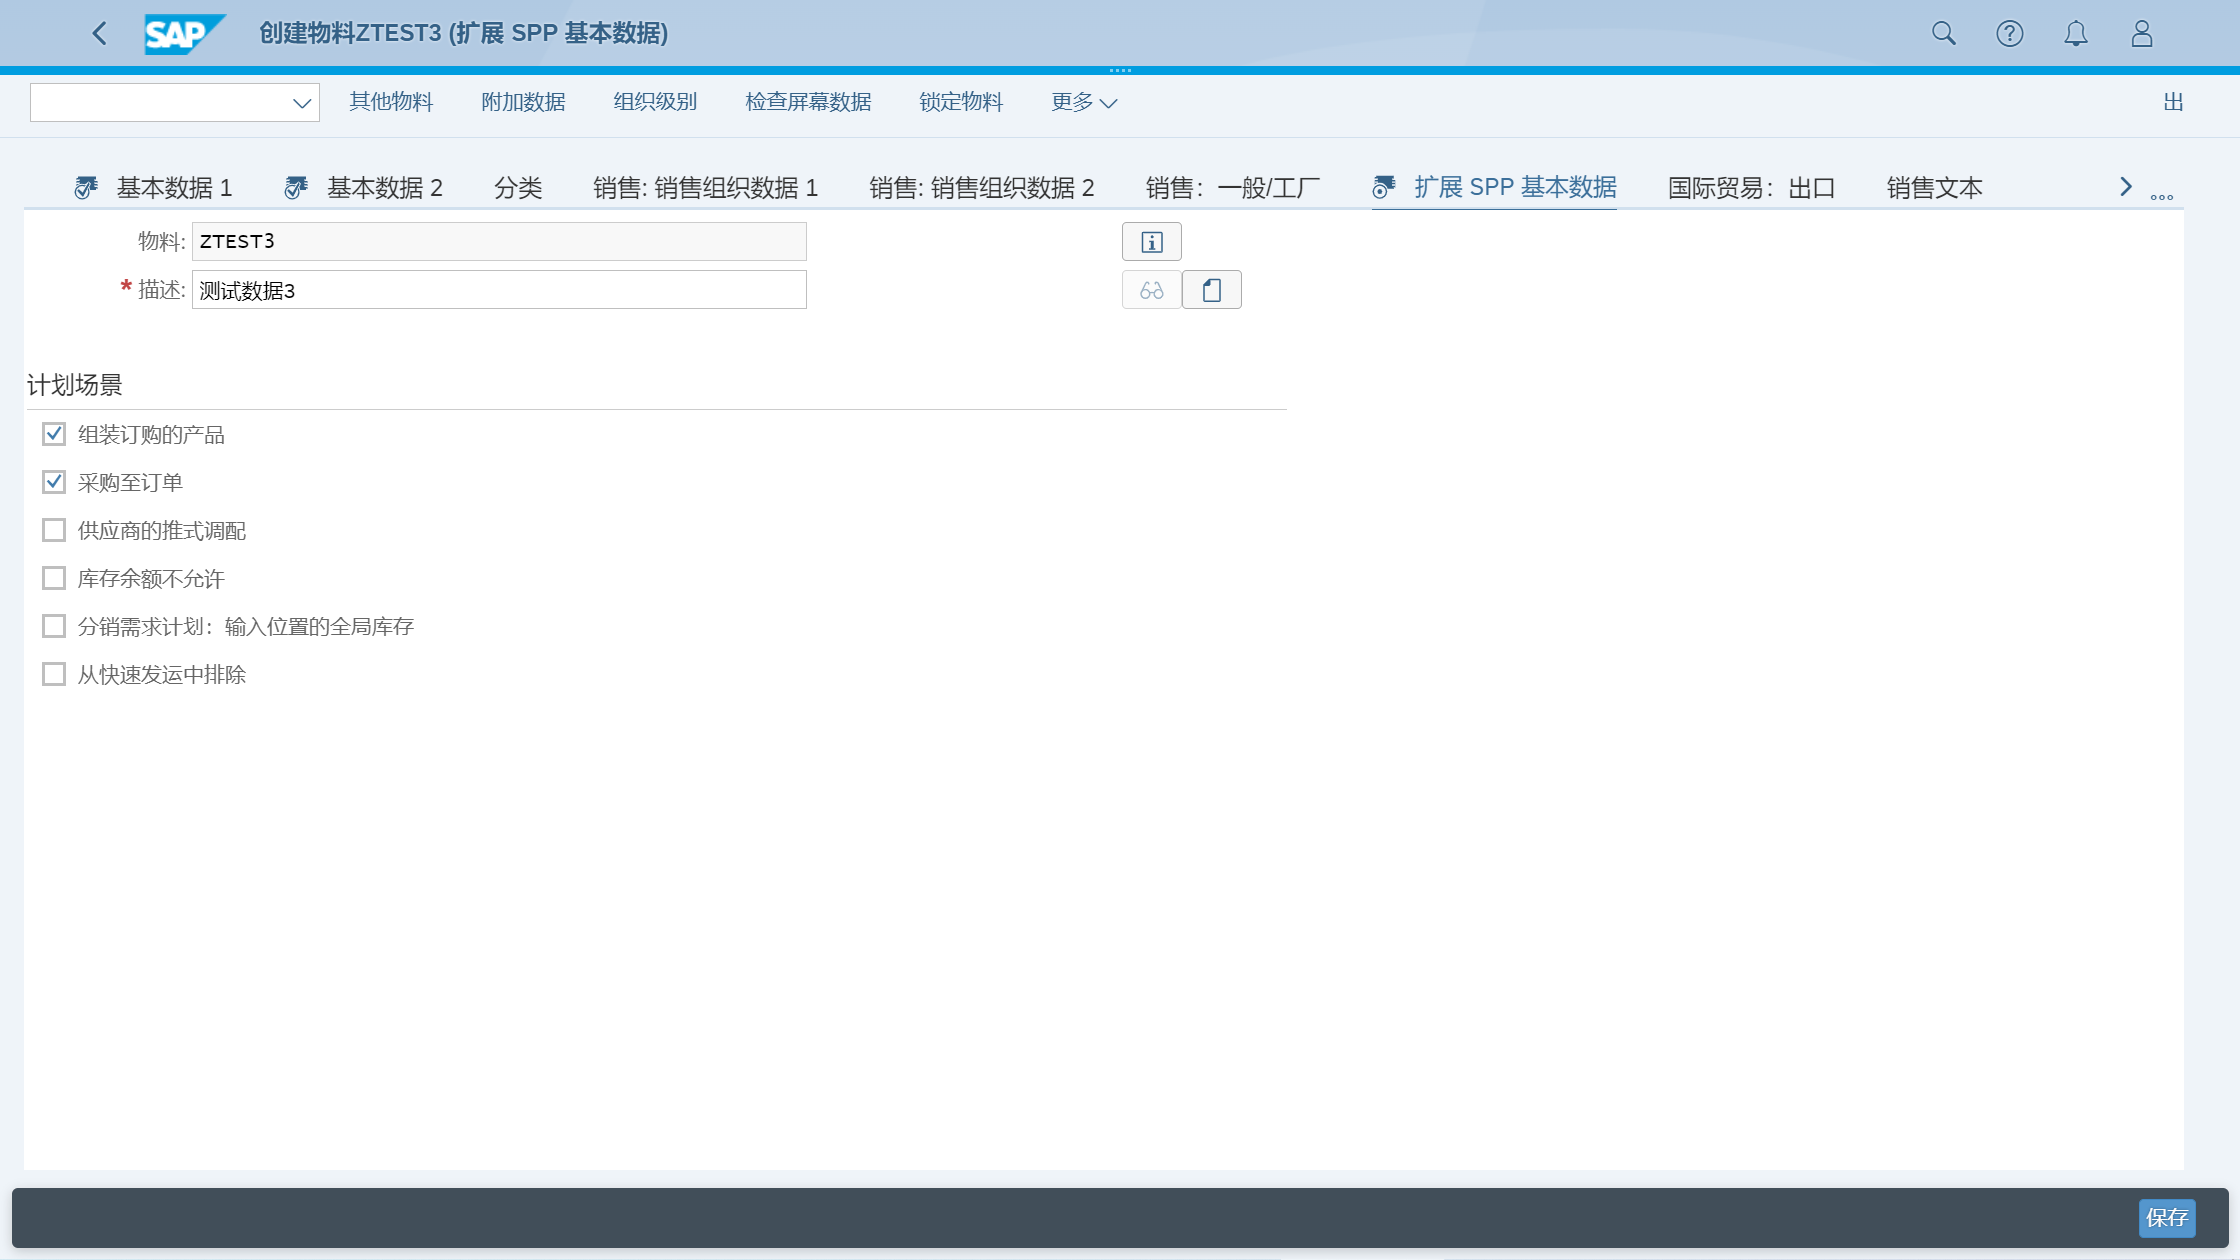 SAP 创建物料ZTEST3 (扩展 SPP 基本数据)
其他物料 附加数据 组织级别 检查屏幕数据 锁定物料 更多 出
基本数据 1 基本数据 2 分类 销售: 销售组织数据 1 销售: 销售组织数据 2 销售：一般/工厂 扩展 SPP 基本数据 国际贸易：出口 销售文本
物料: ZTEST3
* 描述: 测试数据3
计划场景
组装订购的产品
采购至订单
供应商的推式调配
库存余额不允许
分销需求计划：输入位置的全局库存
从快速发运中排除
保存